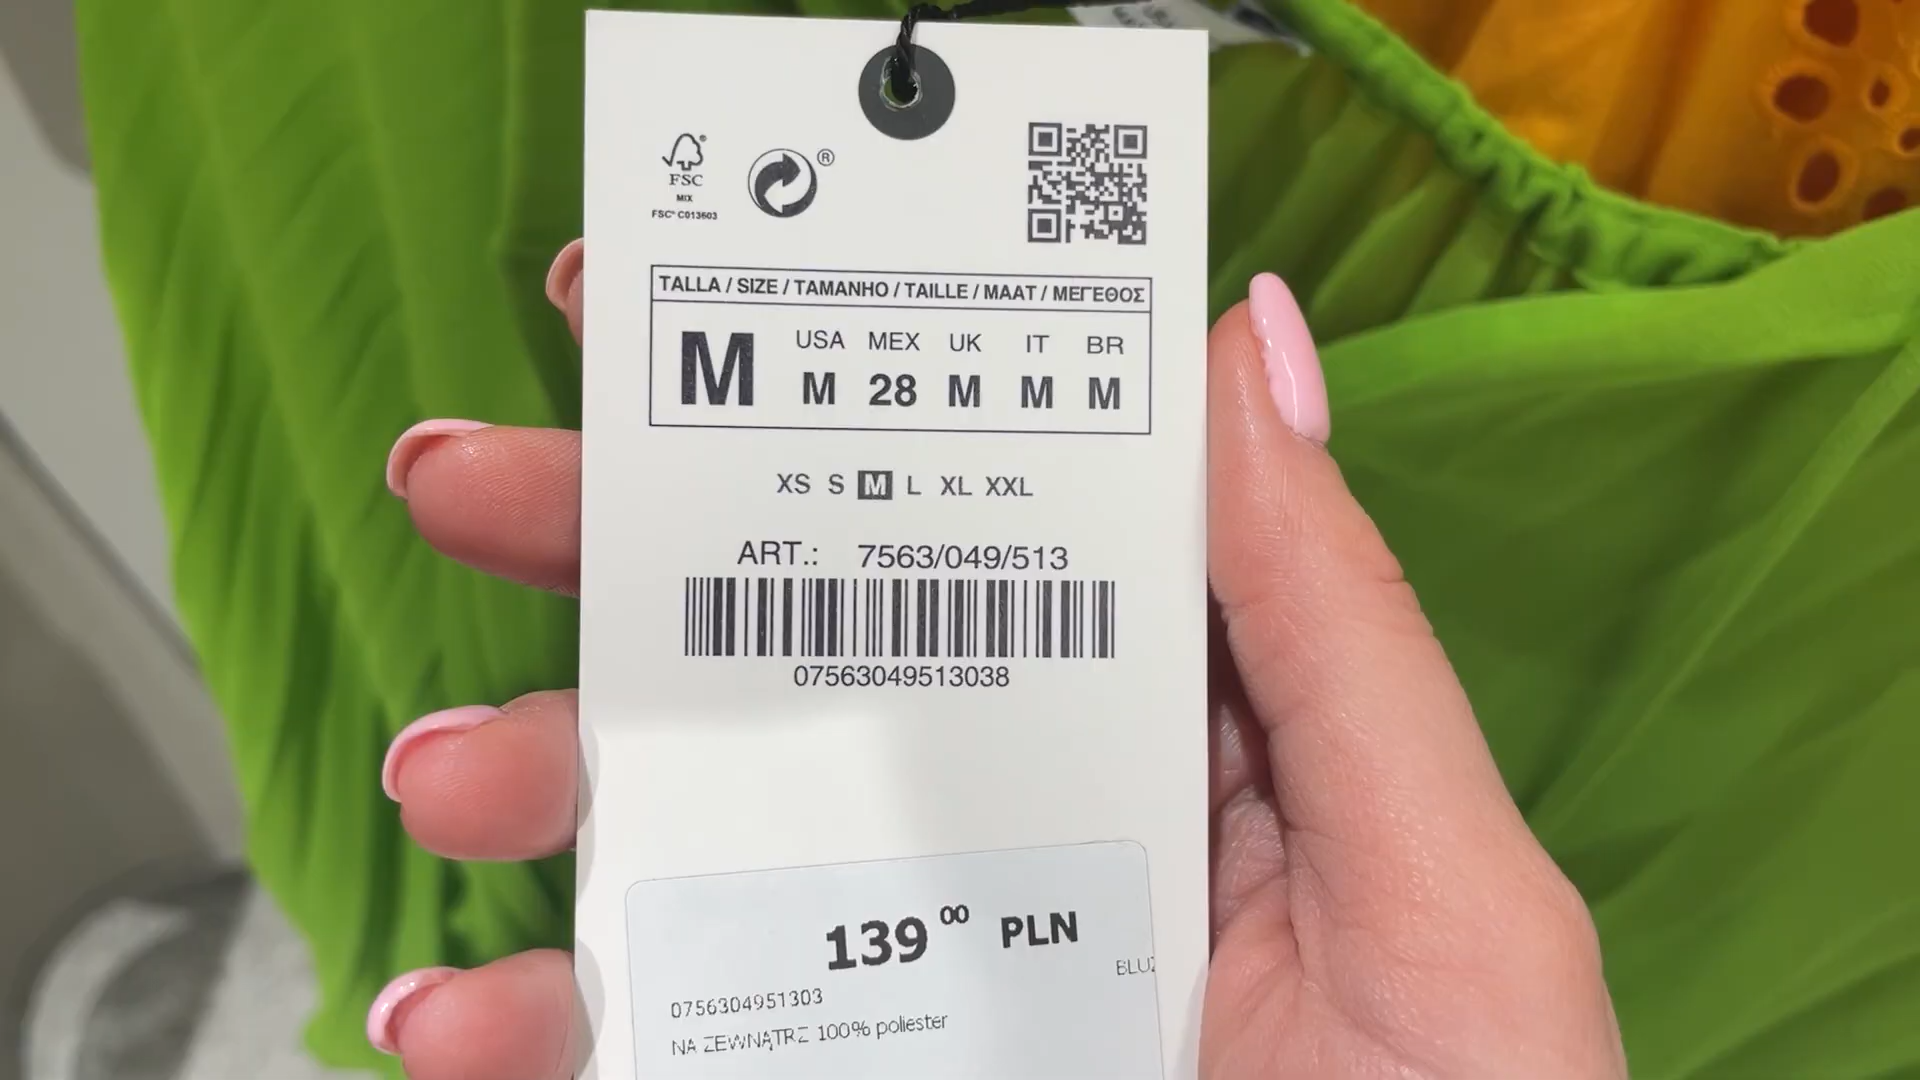 FSC
MIX
FSC® C013603
®
TALLA / SIZE / TAMANHO / TAILLE / MAAT / ΜΕΓΕΘΟΣ
M
USA MEX UK IT BR
M 28 M M M
XS S M L XL XXL
ART.: 7563/049/513
07563049513038
139 00 PLN
BLUZ
0756304951303
NA ZEWNĄTRZ 100% poliester